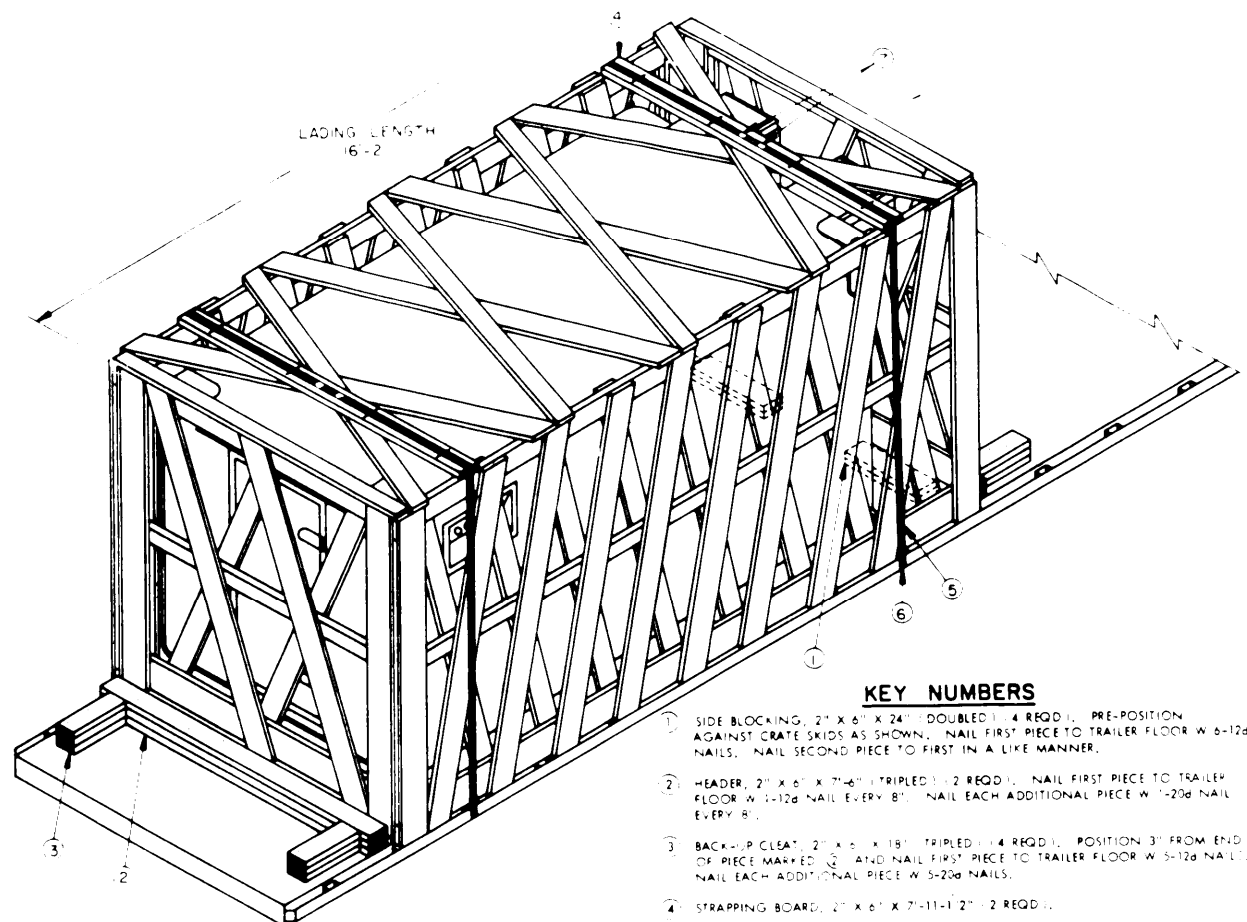 4
7
LADING LENGTH
16'-2
5
6
1
3
2
KEY NUMBERS
1 SIDE BLOCKING, 2" X 6" X 24" (DOUBLED) (4 REQD). PRE-POSITION
AGAINST CRATE SKIDS AS SHOWN. NAIL FIRST PIECE TO TRAILER FLOOR W 6-12d
NAILS. NAIL SECOND PIECE TO FIRST IN A LIKE MANNER.
2 HEADER, 2" X 6" X 7'-6" (TRIPLED) (2 REQD). NAIL FIRST PIECE TO TRAILER
FLOOR W 1-12d NAIL EVERY 8". NAIL EACH ADDITIONAL PIECE W 1-20d NAIL
EVERY 8".
3 BACK-UP CLEAT, 2" X 6" X 18" TRIPLED (4 REQD). POSITION 3" FROM END
OF PIECE MARKED 2 AND NAIL FIRST PIECE TO TRAILER FLOOR W 5-12d NAILS.
NAIL EACH ADDITIONAL PIECE W 5-20d NAILS.
4 STRAPPING BOARD, 2" X 6" X 7'-11-1/2" (2 REQD).